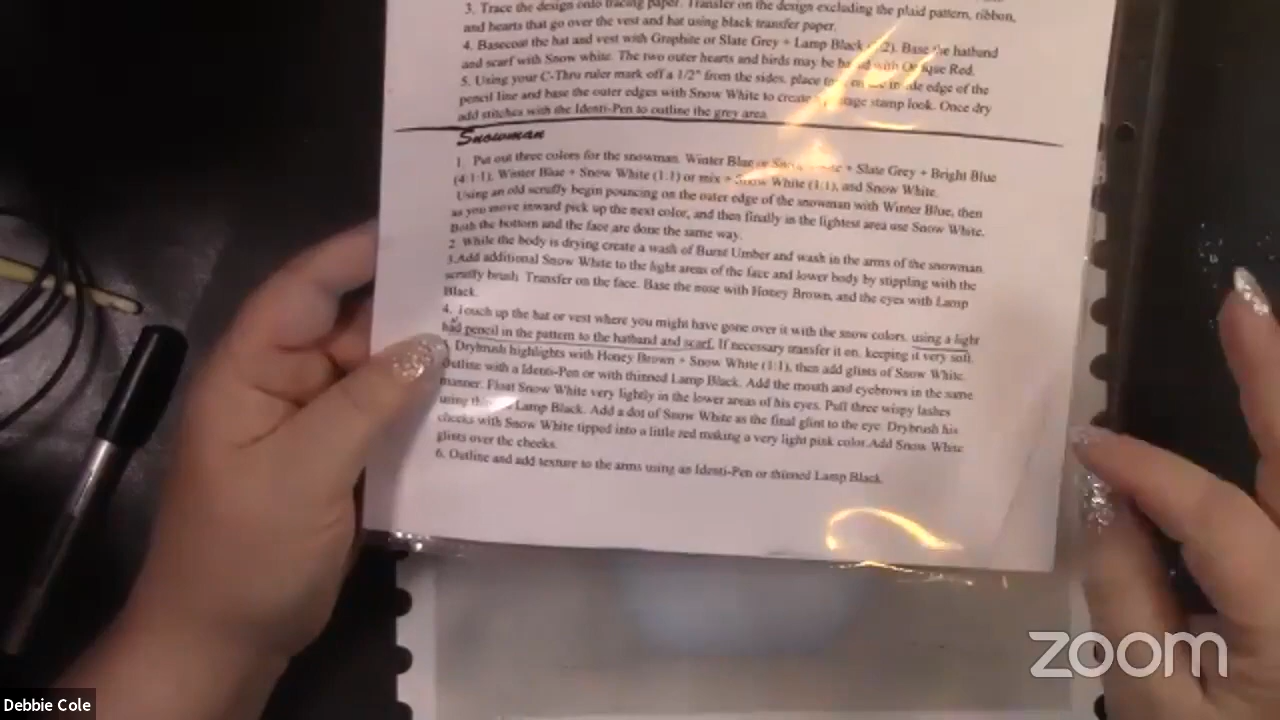 3. Trace the design onto tracing paper. Transfer on the design excluding the plaid pattern, ribbon,
and hearts that go over the vest and hat using black transfer paper.
4. Basecoat the hat and vest with Graphite or Slate Grey + Lamp Black Base the hatband
and scarf with Snow white. The two outer hearts and birds may be with Opaque Red.
5. Using your C-Thru ruler mark off a 1/2" from the sides, place edge of the
pencil line and base the outer edges with Snow White to create stamp look. Once dry
add stitches with the Identi-Pen to outline the grey area.
Snowman
1. Put out three colors for the snowman. Winter Blue or + Slate Grey + Bright Blue
(4:1:1), Winter Blue + Snow White (1:1) or mix + Snow White (1:1), and Snow White.
Using an old scruffy begin pouncing on the outer edge of the snowman with Winter Blue, then
as you move inward pick up the next color, and then finally in the lightest area use Snow White.
Both the bottom and the face are done the same way.
2. While the body is drying create a wash of Burnt Umber and wash in the arms of the snowman
3.Add additional Snow White to the light areas of the face and lower body by stippling with the
scruffy brush. Transfer on the face. Base the nose with Honey Brown, and the eyes with Lamp
Black.
4. Touch up the hat or vest where you might have gone over it with the snow colors, using a light
had pencil in the pattern to the hatband and scarf. If necessary transfer it on, keeping it very soft.
Drybrush highlights with Honey Brown + Snow White (1:1), then add glints of Snow White.
Outline with a Identi-Pen or with thinned Lamp Black. Add the mouth and eyebrows in the same
manner. Float Snow White very lightly in the lower areas of his eyes. Pull three wispy lashes
using Lamp Black. Add a dot of Snow White as the final glint to the eye. Drybrush his
cheeks with Snow White tipped into a little red making a very light pink color.Add Snow White
glints over the cheeks.
6. Outline and add texture to the arms using an Identi-Pen or thinned Lamp Black.
zoom
Debbie Cole